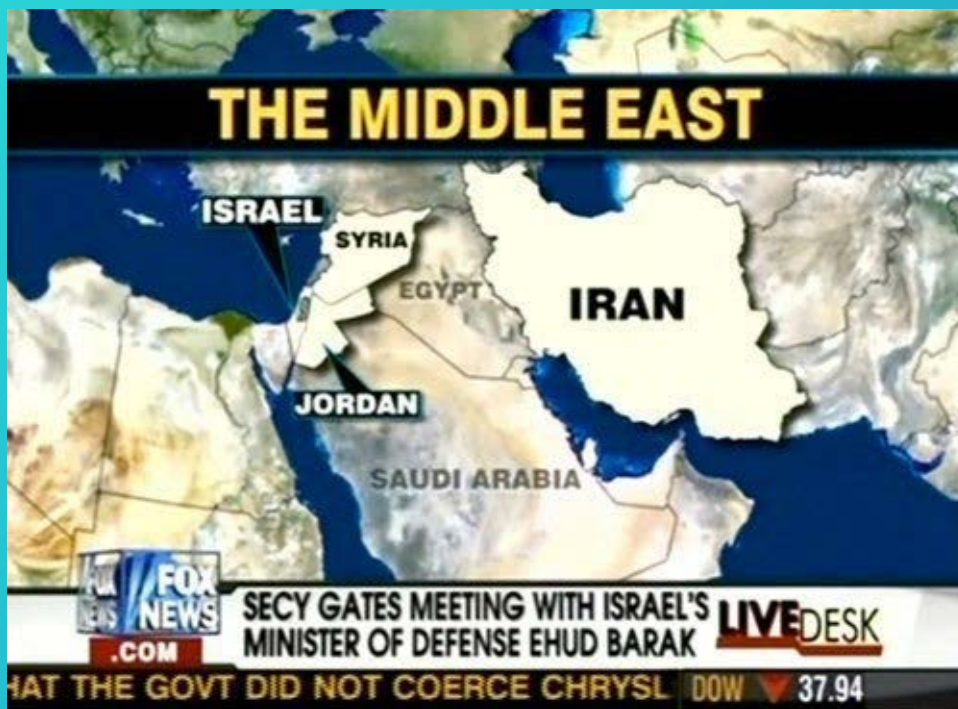 THE MIDDLE EAST
ISRAEL
SYRIA
EGYPT
IRAN
JORDAN
SAUDI ARABIA
FOX
NEWS
FOX
NEWS
.COM
SECY GATES MEETING WITH ISRAEL'S
MINISTER OF DEFENSE EHUD BARAK
LIVEDESK
HAT THE GOVT DID NOT COERCE CHRYSL
DOW 37.94